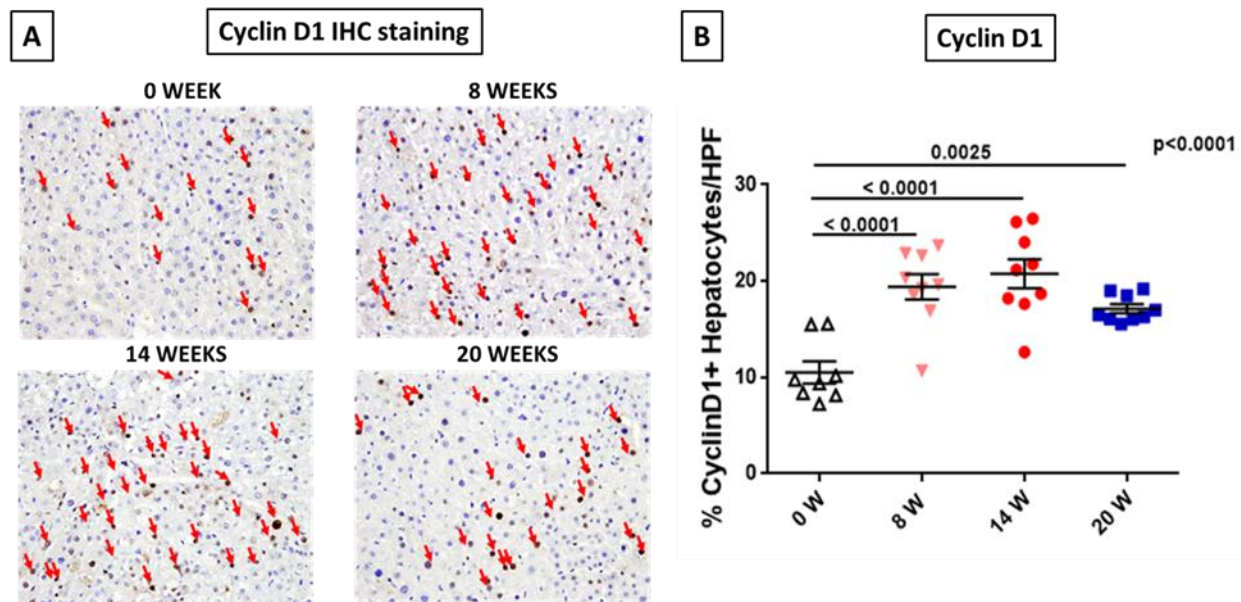 A
Cyclin D1 IHC staining
0 WEEK
8 WEEKS
14 WEEKS
20 WEEKS
B
Cyclin D1
p<0.0001
0.0025
< 0.0001
< 0.0001
% CyclinD1+ Hepatocytes/HPF
30
20
10
0
0 W
8 W
14 W
20 W